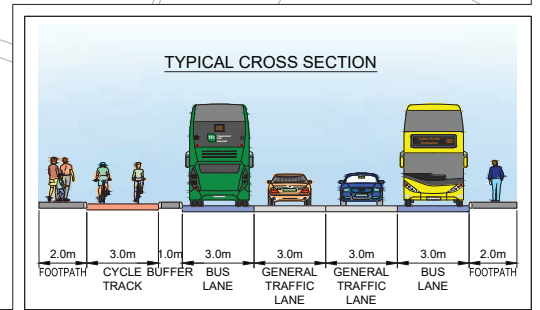 TYPICAL CROSS SECTION
2.0m 3.0m 1.0m 3.0m 3.0m 3.0m 3.0m 2.0m
FOOTPATH CYCLE BUFFER BUS GENERAL GENERAL BUS FOOTPATH
TRACK LANE TRAFFIC TRAFFIC LANE
LANE LANE